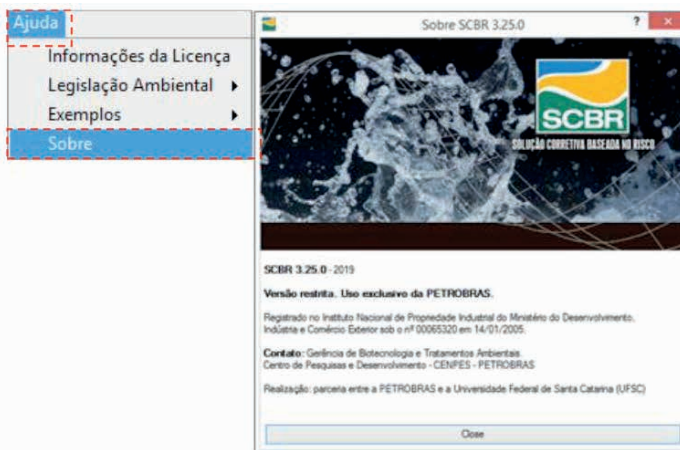 Ajuda
Informações da Licença
Legislação Ambiental
Exemplos
Sobre
Sobre SCBR 3.25.0
?
×
SCBR
SOLUÇÃO CORRETIVA BASEADA NO RISCO
SCBR 3.25.0 - 2019
Versão restrita. Uso exclusivo da PETROBRAS.
Registrado no Instituto Nacional de Propriedade Industrial do Ministério do Desenvolvimento,
Indústria e Comércio Exterior sob o nº 00065320 em 14/01/2005.
Contato: Gerência de Biotecnologia e Tratamentos Ambientais.
Centro de Pesquisas e Desenvolvimento - CENPES - PETROBRAS
Realização: parceria entre a PETROBRAS e a Universidade Federal de Santa Catarina (UFSC)
Close